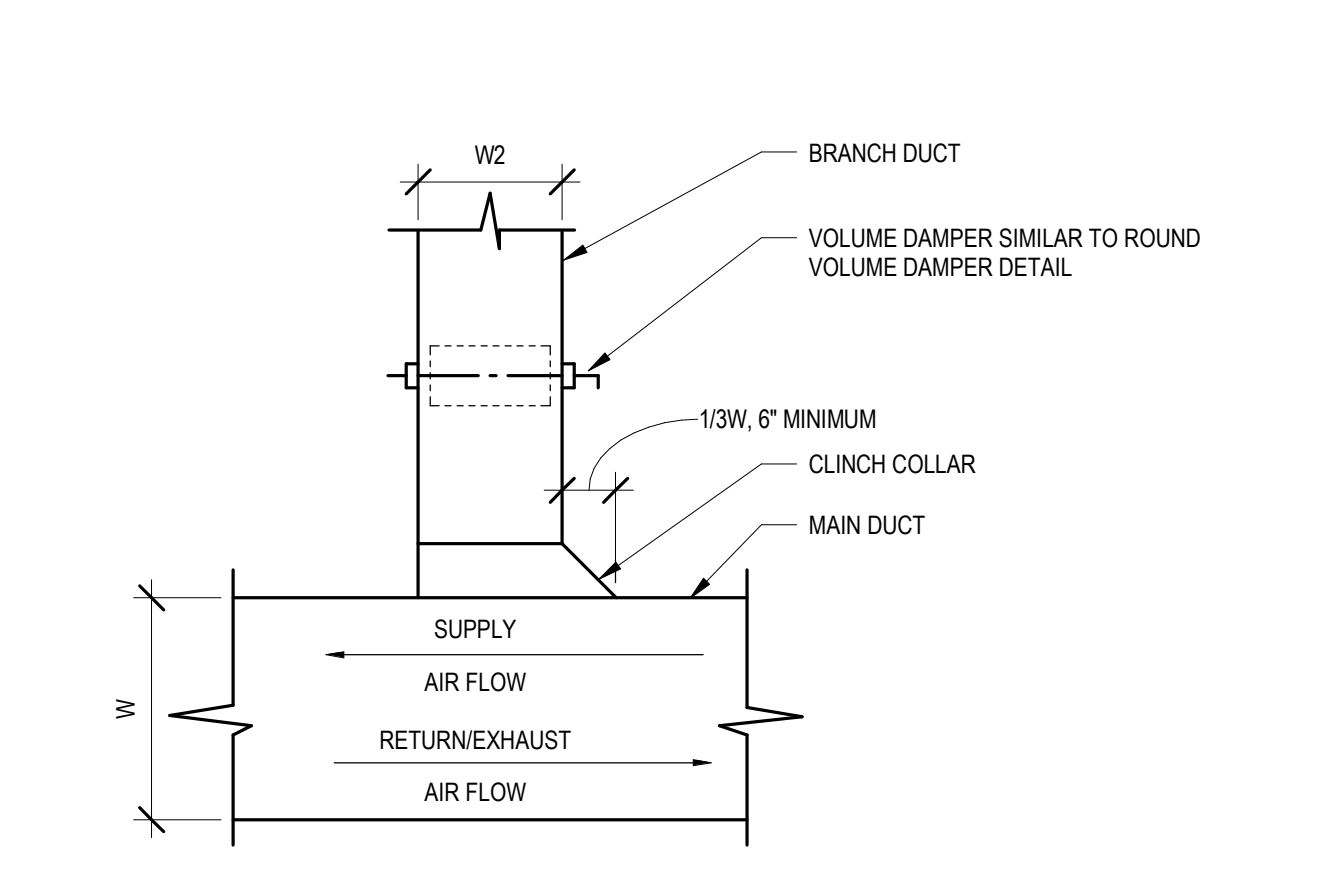 W2
BRANCH DUCT
VOLUME DAMPER SIMILAR TO ROUND
VOLUME DAMPER DETAIL
1/3W, 6" MINIMUM
CLINCH COLLAR
MAIN DUCT
SUPPLY
AIR FLOW
W
RETURN/EXHAUST
AIR FLOW